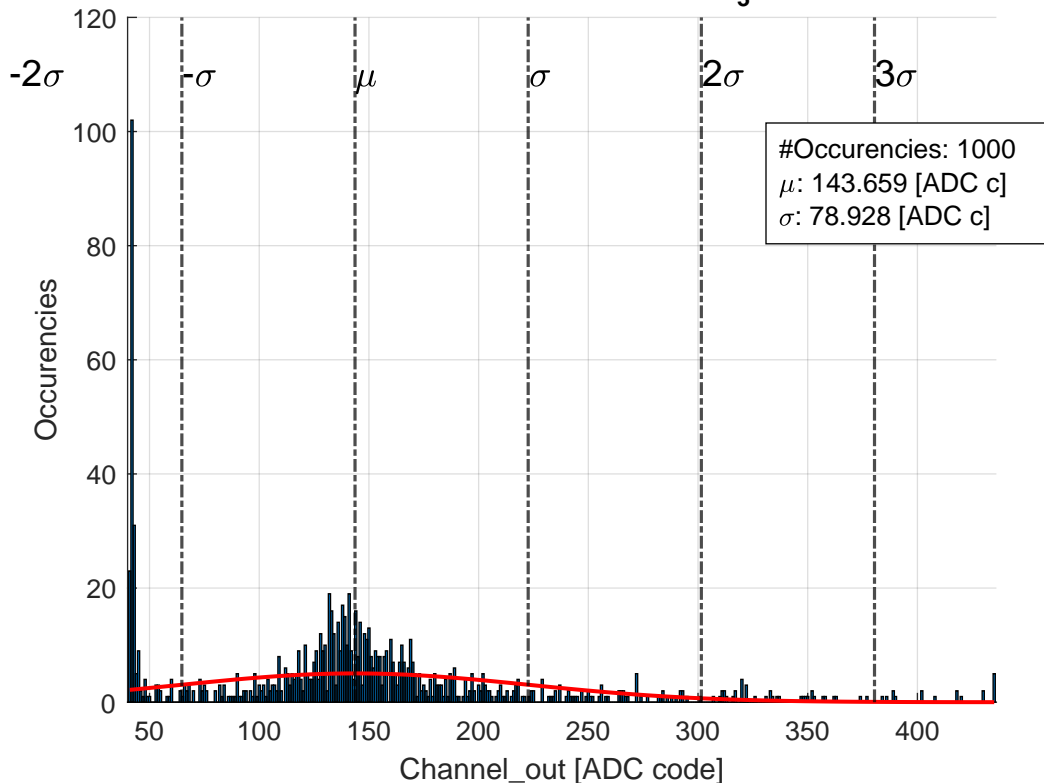 120
-2σ
-σ
μ
σ
2σ
3σ
100
#Occurencies: 1000
μ: 143.659 [ADC c]
σ: 78.928 [ADC c]
80
Occurencies
60
40
20
0
50 100 150 200 250 300 350 400
Channel_out [ADC code]